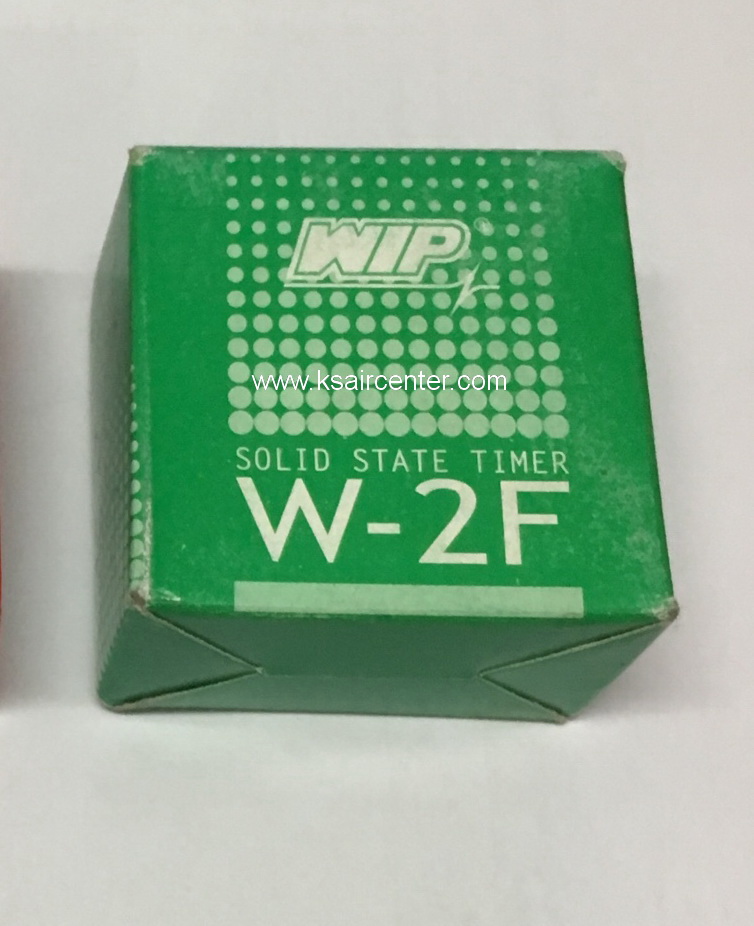 WIP®
www.ksaircenter.com
SOLID STATE TIMER
W-2F